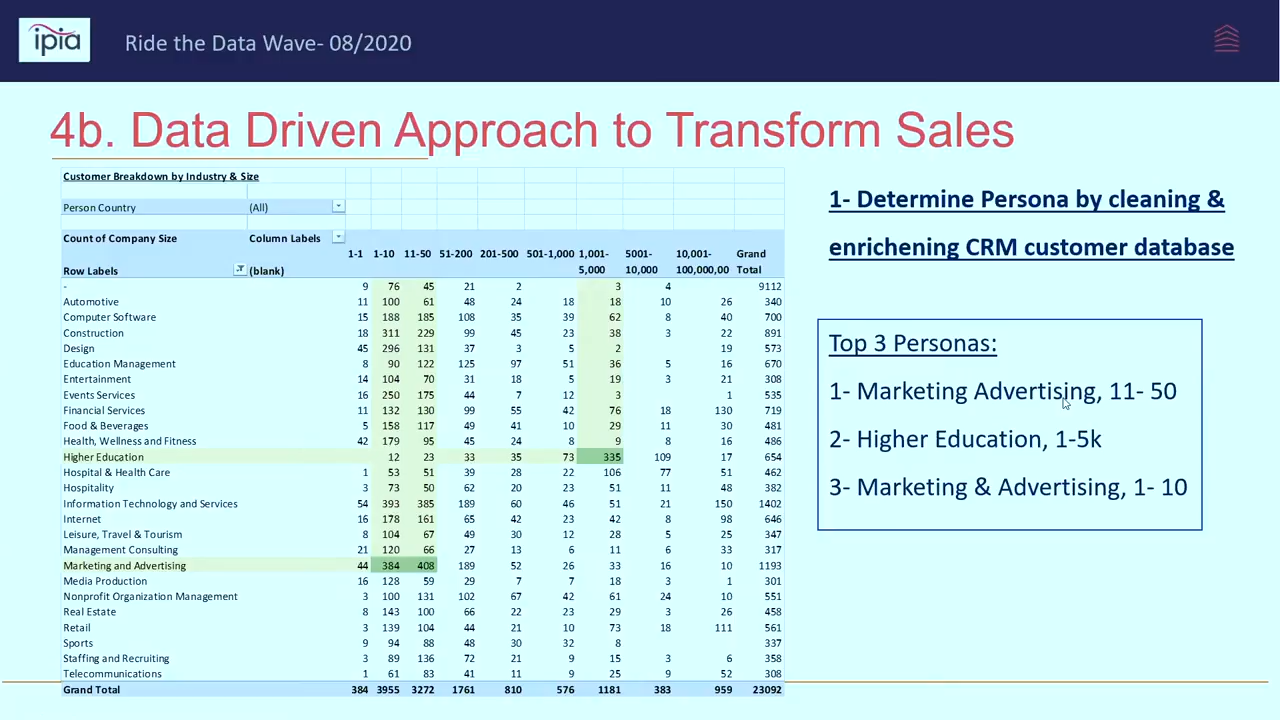 ipia
Ride the Data Wave- 08/2020
4b. Data Driven Approach to Transform Sales
Customer Breakdown by Industry & Size
Person Country (All)
Count of Company Size Column Labels
1-1 1-10 11-50 51-200 201-500 501-1,000 1,001- 5001- 10,001- Grand
Row Labels (blank) 5,000 10,000 100,000,00 Total
- 9 76 45 21 2 3 4 9112
Automotive 11 100 61 48 24 18 18 10 26 340
Computer Software 15 188 185 108 35 39 62 8 40 700
Construction 18 311 229 99 45 23 38 3 22 891
Design 45 296 131 37 3 5 2 19 573
Education Management 8 90 122 125 97 51 36 5 16 670
Entertainment 14 104 70 31 18 5 19 3 21 308
Events Services 16 250 175 44 7 12 3 1 535
Financial Services 11 132 130 99 55 42 76 18 130 719
Food & Beverages 5 158 117 49 41 10 29 11 30 481
Health, Wellness and Fitness 42 179 95 45 24 8 9 8 16 486
Higher Education 12 23 33 35 73 335 109 17 654
Hospital & Health Care 1 53 51 39 28 22 106 77 51 462
Hospitality 3 73 50 62 20 23 51 11 48 382
Information Technology and Services 54 393 385 189 60 46 51 21 150 1402
Internet 16 178 161 65 42 23 42 8 98 646
Leisure, Travel & Tourism 8 104 67 49 30 12 28 5 25 347
Management Consulting 21 120 66 27 13 6 11 6 33 317
Marketing and Advertising 44 384 408 189 52 26 33 16 10 1193
Media Production 16 128 59 29 7 7 18 3 1 301
Nonprofit Organization Management 3 100 131 102 67 42 61 24 10 551
Real Estate 8 143 100 66 22 23 29 3 26 458
Retail 3 139 104 44 21 10 73 18 111 561
Sports 9 94 88 48 30 32 8 337
Staffing and Recruiting 3 89 136 72 21 9 15 3 6 358
Telecommunications 1 61 83 41 11 9 25 9 52 308
Grand Total 384 3955 3272 1761 810 576 1181 383 959 23092
1- Determine Persona by cleaning &
enrichening CRM customer database
Top 3 Personas:
1- Marketing Advertising, 11- 50
2- Higher Education, 1-5k
3- Marketing & Advertising, 1- 10